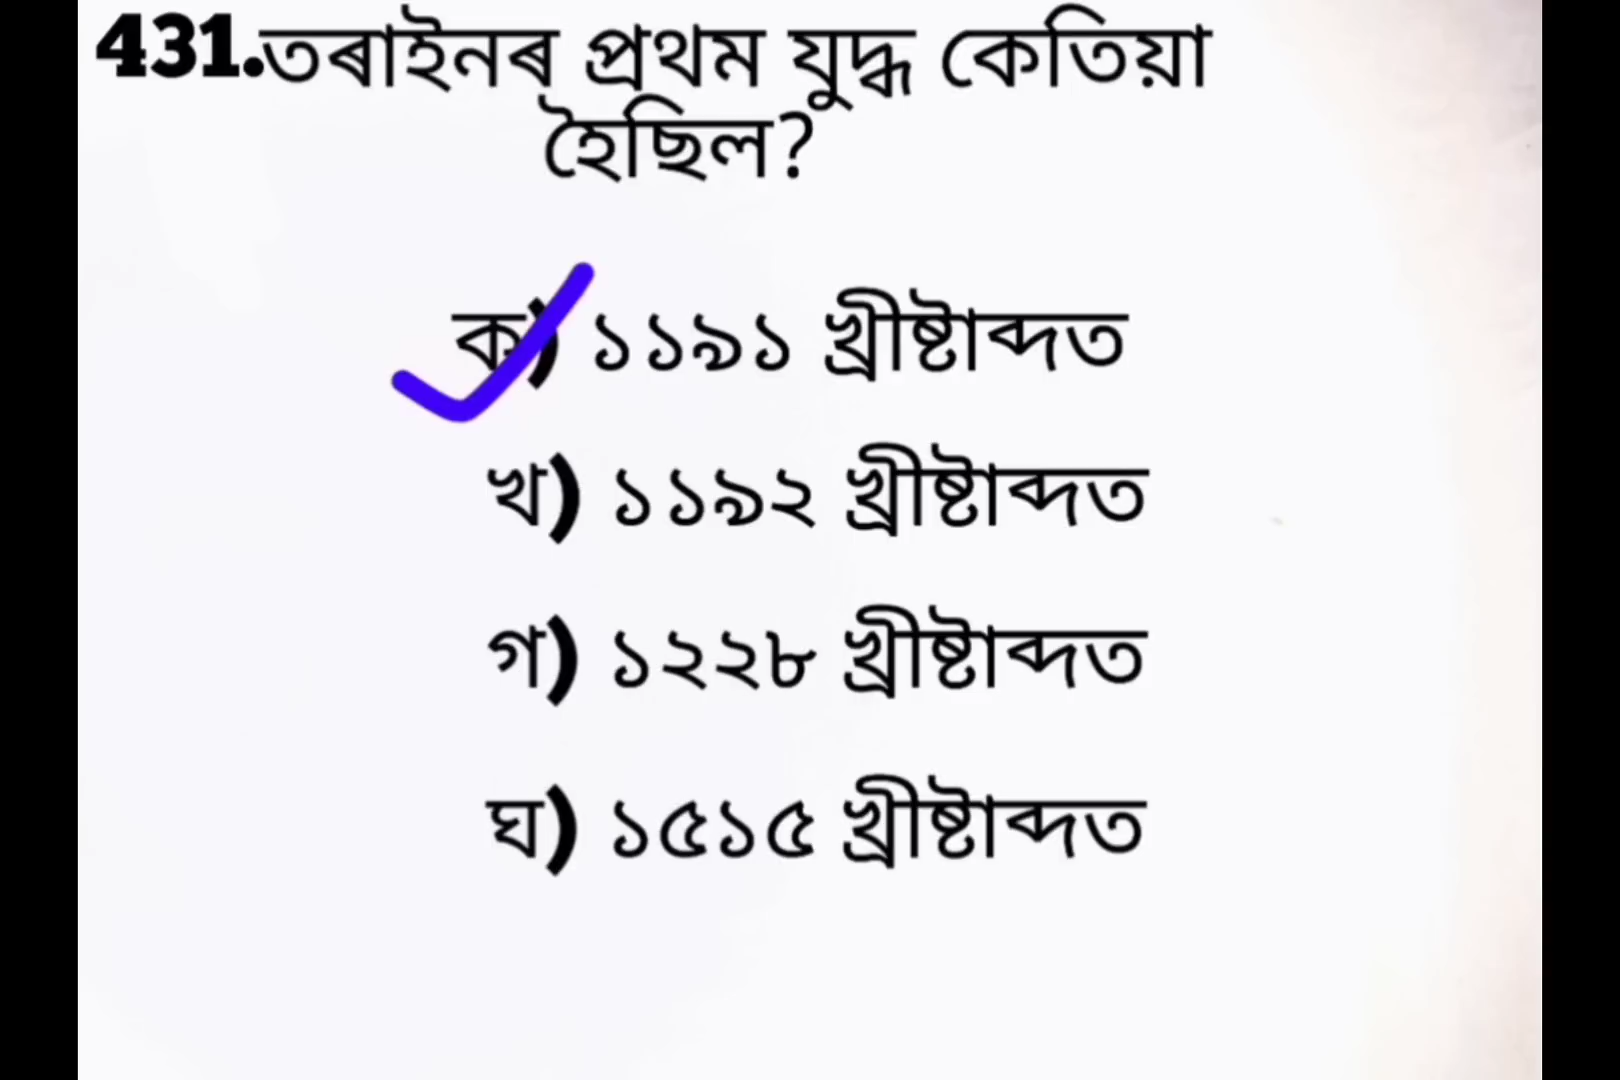 431.তৰাইনৰ প্ৰথম যুদ্ধ কেতিয়া
হৈছিল?
ক) ১১৯১ খ্ৰীষ্টাব্দত
খ) ১১৯২ খ্ৰীষ্টাব্দত
গ) ১২২৮ খ্ৰীষ্টাব্দত
ঘ) ১৫১৫ খ্ৰীষ্টাব্দত